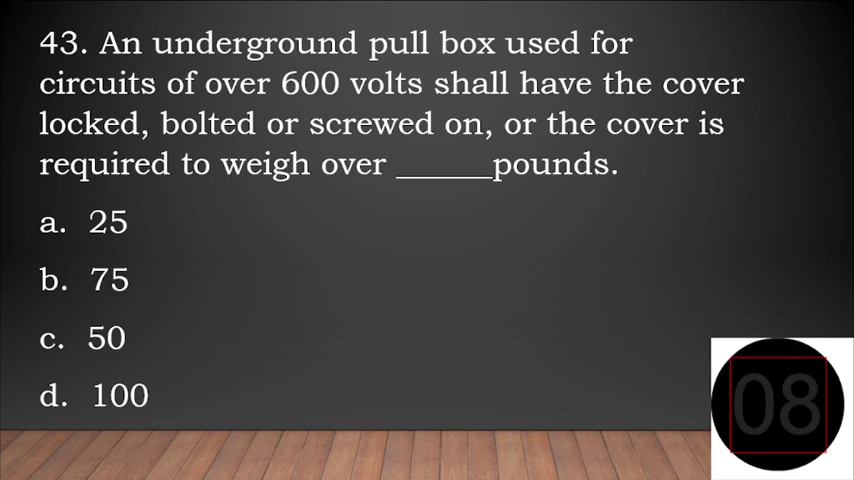 43. An underground pull box used for
circuits of over 600 volts shall have the cover
locked, bolted or screwed on, or the cover is
required to weigh over ______pounds.
a. 25
b. 75
c. 50
d. 100
08